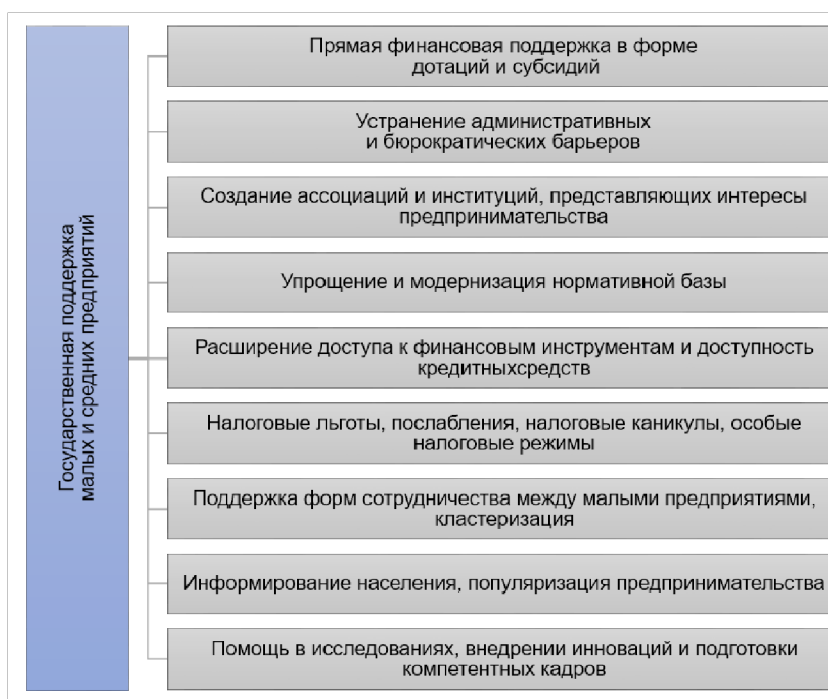 Государственная поддержка
малых и средних предприятий
Прямая финансовая поддержка в форме
дотаций и субсидий
Устранение административных
и бюрократических барьеров
Создание ассоциаций и институций, представляющих интересы
предпринимательства
Упрощение и модернизация нормативной базы
Расширение доступа к финансовым инструментам и доступность
кредитныхсредств
Налоговые льготы, послабления, налоговые каникулы, особые
налоговые режимы
Поддержка форм сотрудничества между малыми предприятиями,
кластеризация
Информирование населения, популяризация предпринимательства
Помощь в исследованиях, внедрении инноваций и подготовки
компетентных кадров